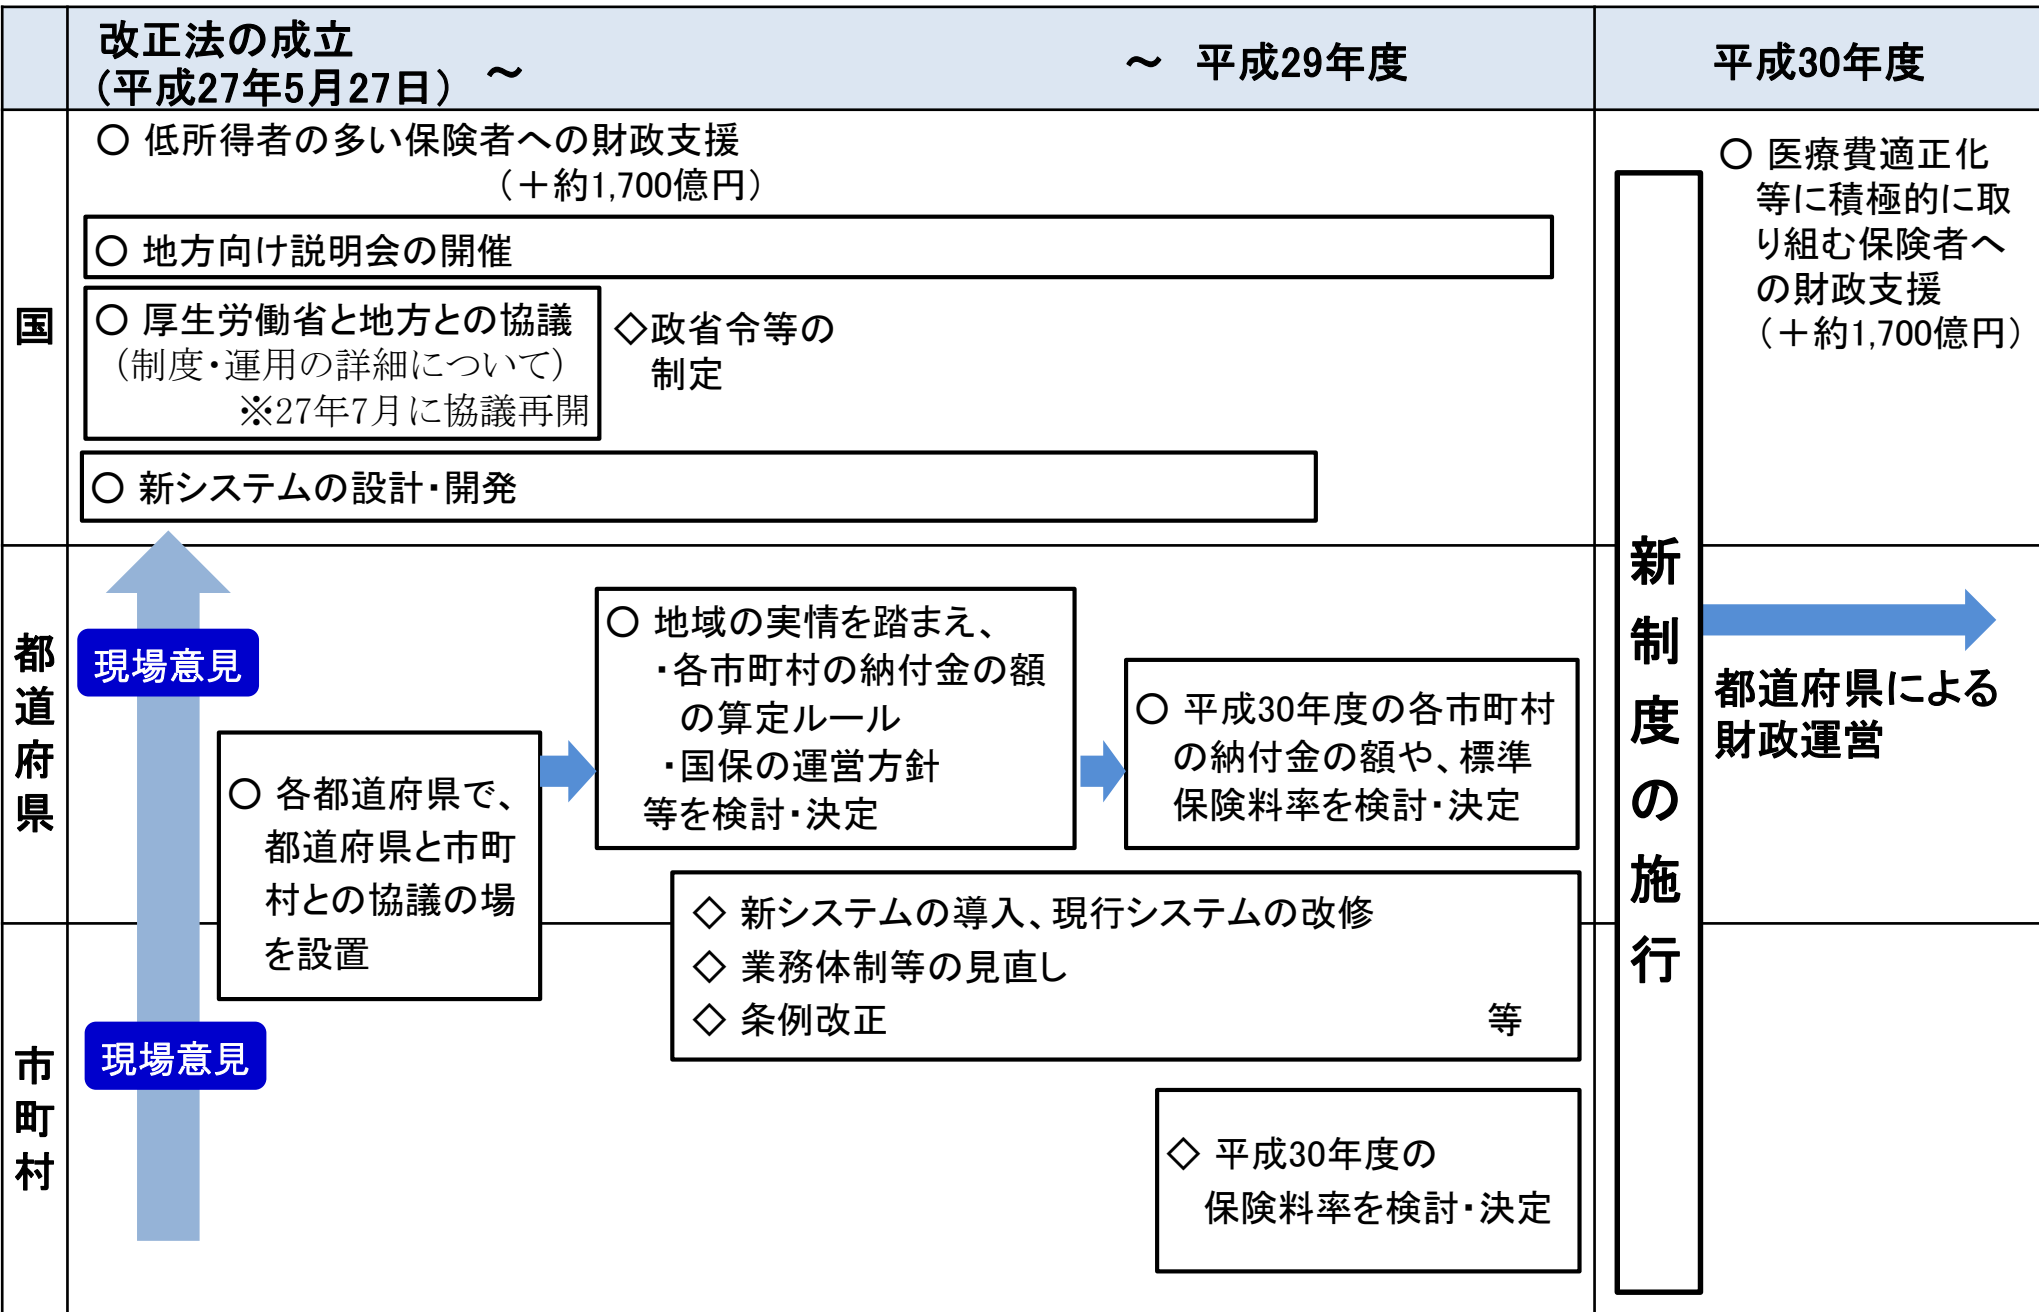 改正法の成立
(平成27年5月27日) ～
～ 平成29年度
平成30年度
国
○ 低所得者の多い保険者への財政支援
(＋約1,700億円)
○ 地方向け説明会の開催
○ 厚生労働省と地方との協議
(制度・運用の詳細について)
※27年7月に協議再開
◇政省令等の
制定
○ 新システムの設計・開発
○ 医療費適正化
等に積極的に取
り組む保険者へ
の財政支援
(＋約1,700億円)
都道府県
現場意見
○ 各都道府県で、
都道府県と市町
村との協議の場
を設置
○ 地域の実情を踏まえ、
・各市町村の納付金の額
の算定ルール
・国保の運営方針
等を検討・決定
○ 平成30年度の各市町村
の納付金の額や、標準
保険料率を検討・決定
新制度の施行
都道府県による
財政運営
◇ 新システムの導入、現行システムの改修
◇ 業務体制等の見直し
◇ 条例改正 等
市町村
現場意見
◇ 平成30年度の
保険料率を検討・決定